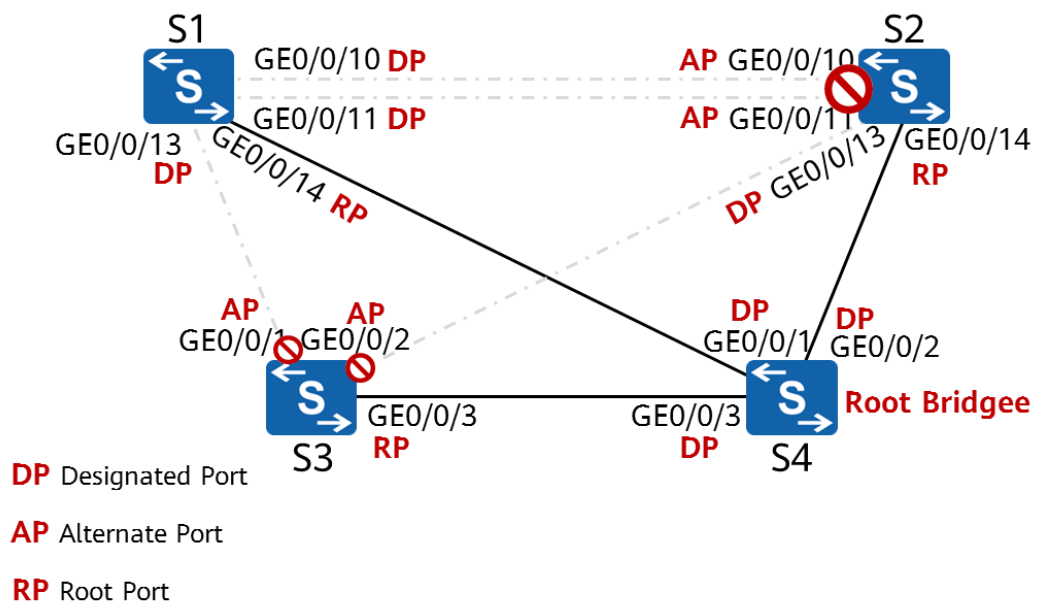 S1
S2
GE0/0/10 DP
AP GE0/0/10
S
S
GE0/0/11 DP
AP GE0/0/11
GE0/0/13
DP
GE0/0/14 RP
DP GE0/0/13
GE0/0/14
RP
AP
GE0/0/1
AP
GE0/0/2
DP
GE0/0/1
DP
GE0/0/2
S
GE0/0/3
RP
GE0/0/3
DP
S
Root Bridgee
S3
S4
DP Designated Port
AP Alternate Port
RP Root Port